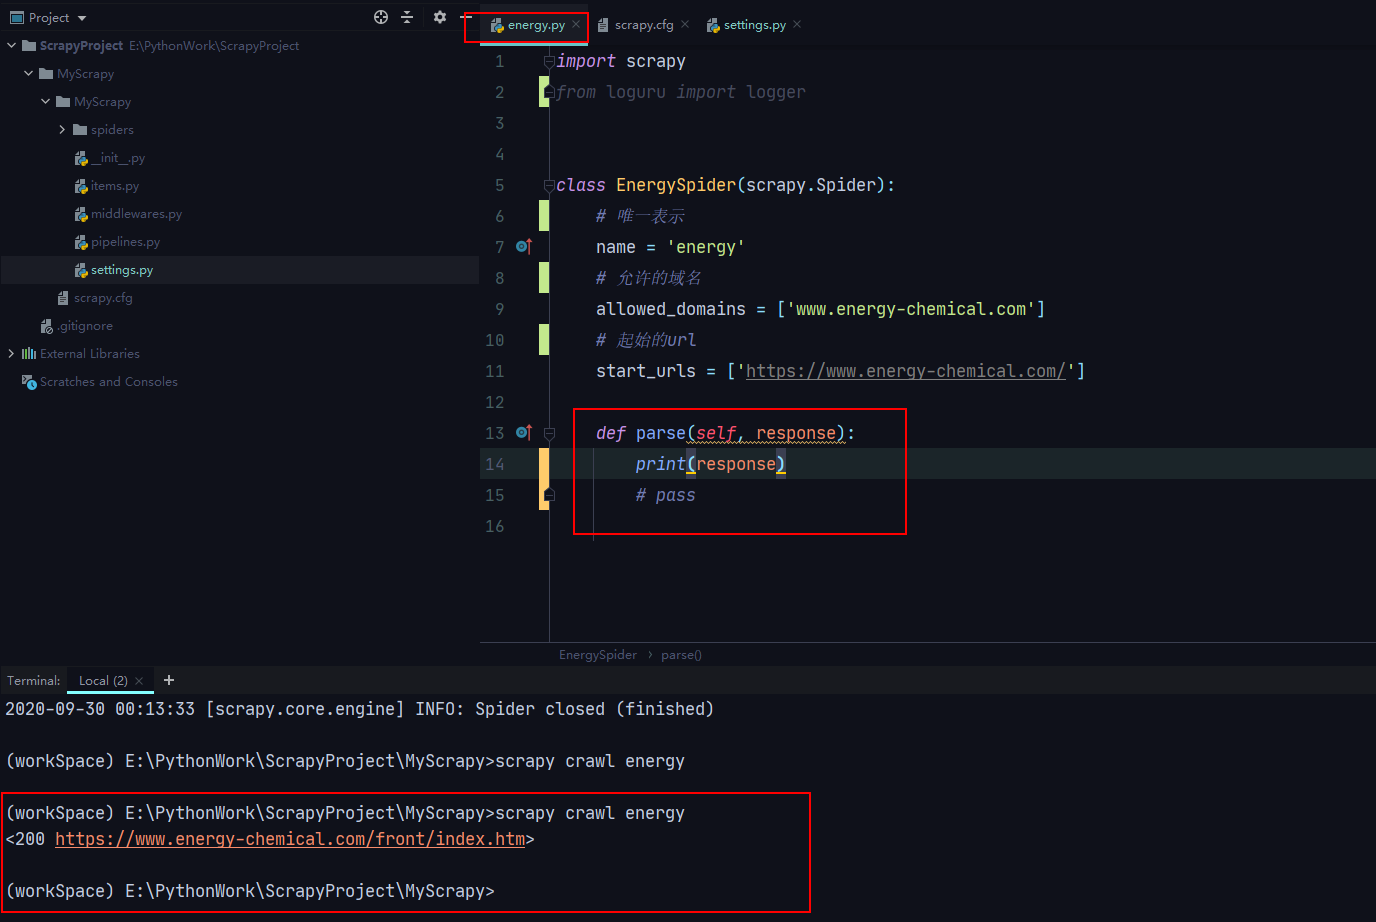 Project
ScrapyProject E:\PythonWork\ScrapyProject
MyScrapy
MyScrapy
spiders
__init__.py
items.py
middlewares.py
pipelines.py
settings.py
scrapy.cfg
.gitignore
External Libraries
Scratches and Consoles
energy.py scrapy.cfg settings.py
1 import scrapy
2 from loguru import logger
3
4
5 class EnergySpider(scrapy.Spider):
6 # 唯一表示
7 name = 'energy'
8 # 允许的域名
9 allowed_domains = ['www.energy-chemical.com']
10 # 起始的url
11 start_urls = ['https://www.energy-chemical.com/']
12
13 def parse(self, response):
14 print(response)
15 # pass
16
EnergySpider › parse()
Terminal: Local (2) × +
2020-09-30 00:13:33 [scrapy.core.engine] INFO: Spider closed (finished)
(workSpace) E:\PythonWork\ScrapyProject\MyScrapy>scrapy crawl energy
(workSpace) E:\PythonWork\ScrapyProject\MyScrapy>scrapy crawl energy
<200 https://www.energy-chemical.com/front/index.htm>
(workSpace) E:\PythonWork\ScrapyProject\MyScrapy>